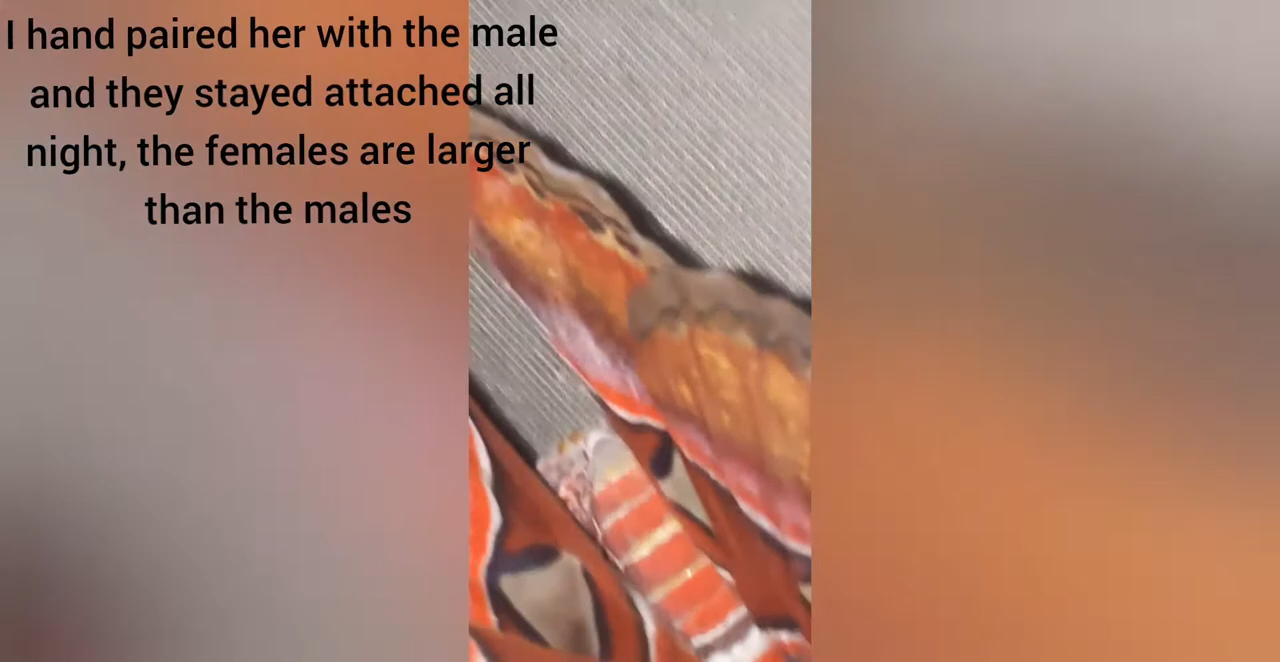 I hand paired her with the male
and they stayed attached all
night, the females are larger
than the males